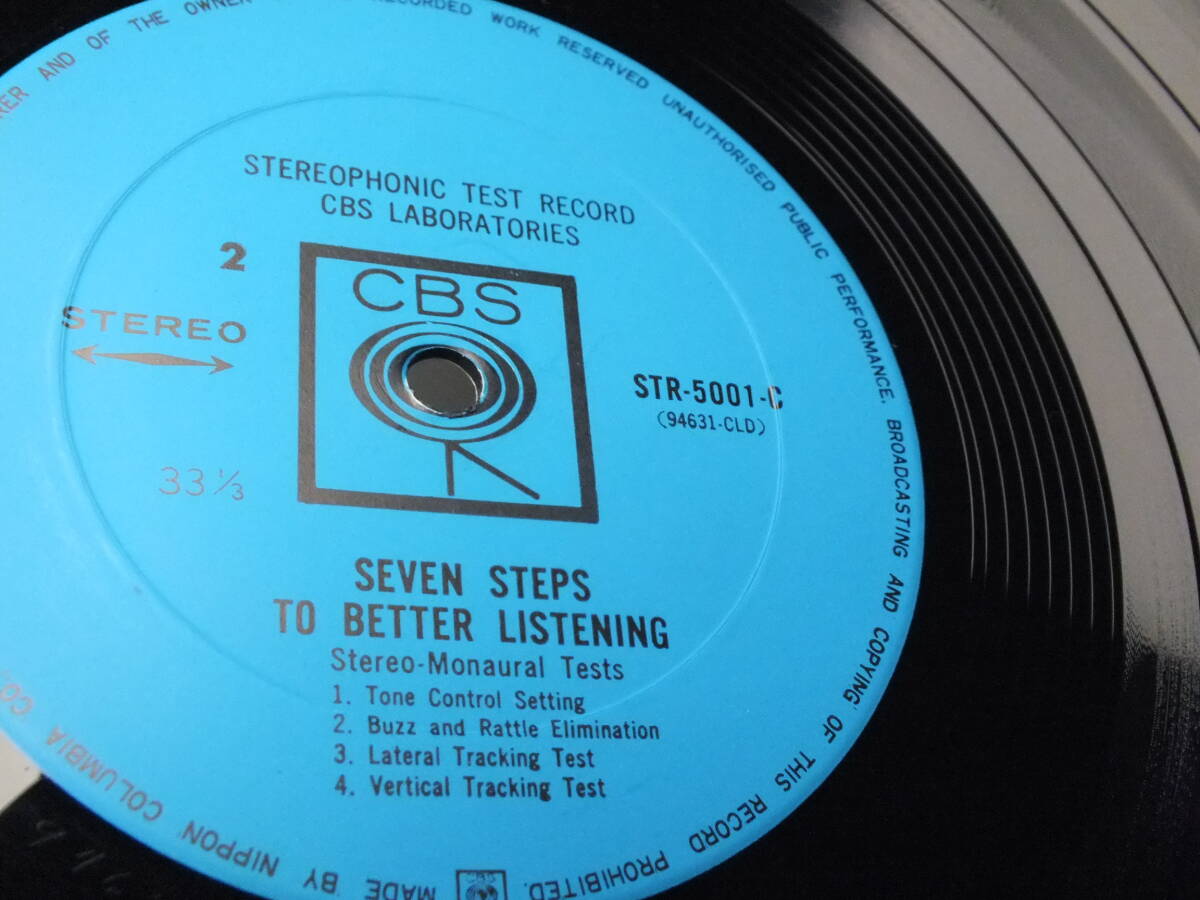 RER AND OF THE OWNER RECORDED WORK RESERVED UNAUTHORISED PUBLIC PERFORMANCE. BROADCASTING AND COPYING OF THIS RECORD PROHIBITED.
STEREOPHONIC TEST RECORD
CBS LABORATORIES
2
CBS
STEREO
STR-5001-C
(94631-CLD)
33 1/3
SEVEN STEPS
TO BETTER LISTENING
Stereo-Monaural Tests
1. Tone Control Setting
2. Buzz and Rattle Elimination
3. Lateral Tracking Test
4. Vertical Tracking Test
MADE BY NIPPON COLUMBIA CO.